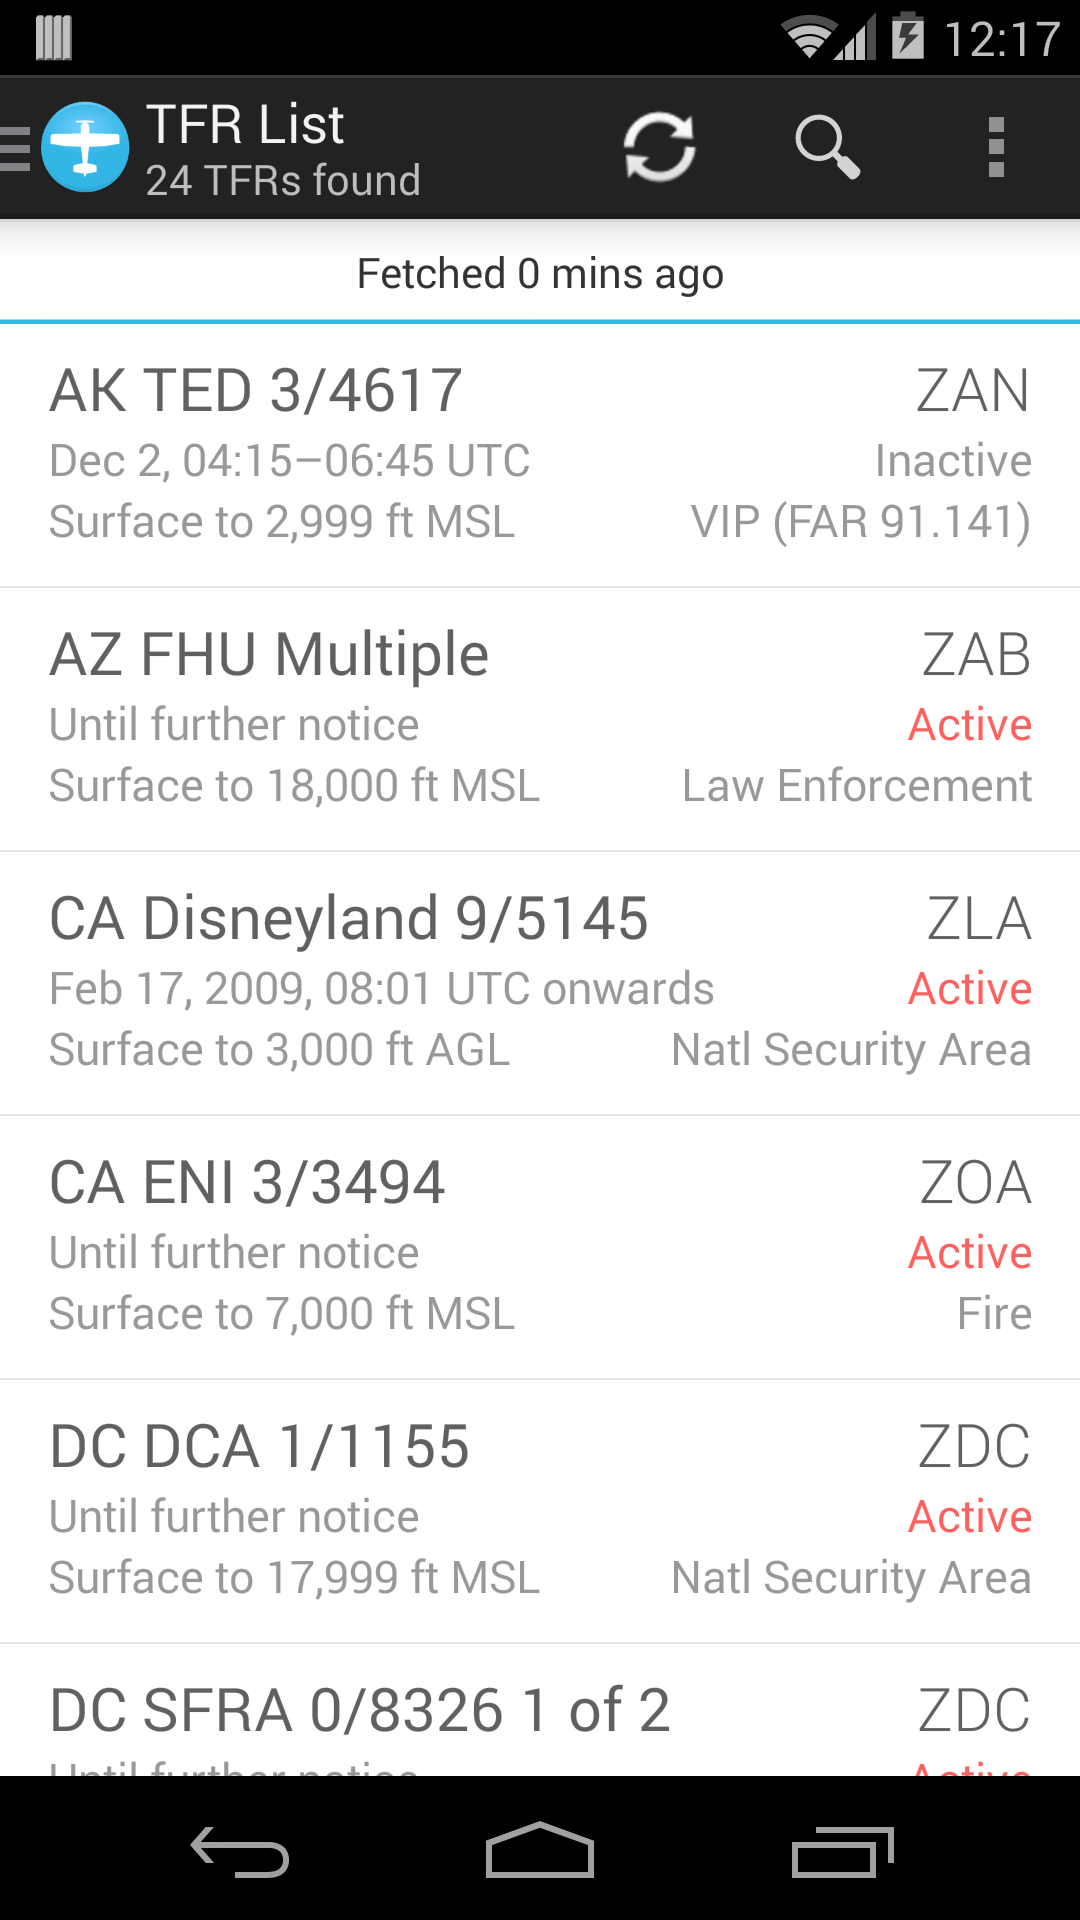 12:17
TFR List
24 TFRs found
Fetched 0 mins ago
AK TED 3/4617 ZAN
Dec 2, 04:15–06:45 UTC Inactive
Surface to 2,999 ft MSL VIP (FAR 91.141)
AZ FHU Multiple ZAB
Until further notice Active
Surface to 18,000 ft MSL Law Enforcement
CA Disneyland 9/5145 ZLA
Feb 17, 2009, 08:01 UTC onwards Active
Surface to 3,000 ft AGL Natl Security Area
CA ENI 3/3494 ZOA
Until further notice Active
Surface to 7,000 ft MSL Fire
DC DCA 1/1155 ZDC
Until further notice Active
Surface to 17,999 ft MSL Natl Security Area
DC SFRA 0/8326 1 of 2 ZDC
Until further notice Active